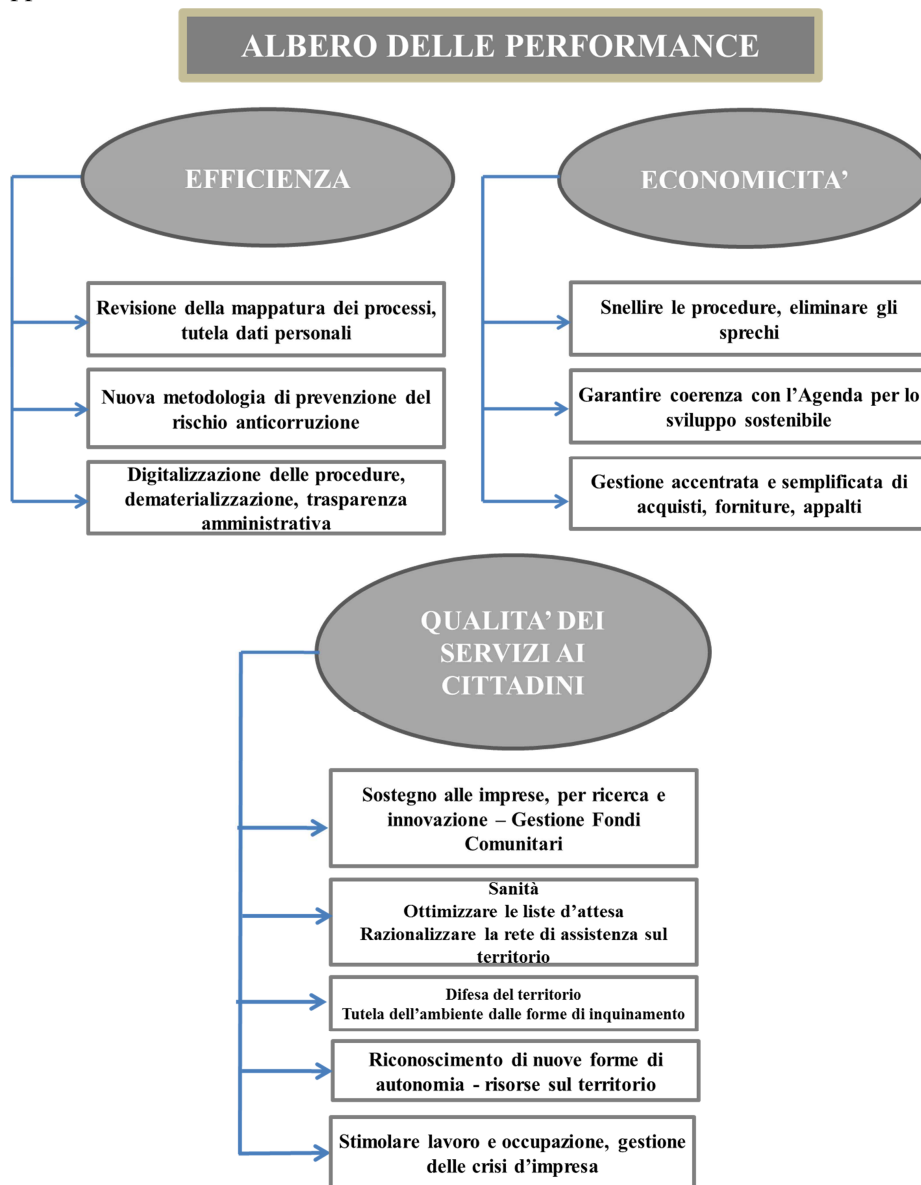 ALBERO DELLE PERFORMANCE
EFFICIENZA
Revisione della mappatura dei processi,
tutela dati personali
Nuova metodologia di prevenzione del
rischio anticorruzione
Digitalizzazione delle procedure,
dematerializzazione, trasparenza
amministrativa
ECONOMICITA’
Snellire le procedure, eliminare gli
sprechi
Garantire coerenza con l’Agenda per lo
sviluppo sostenibile
Gestione accentrata e semplificata di
acquisti, forniture, appalti
QUALITA’ DEI
SERVIZI AI
CITTADINI
Sostegno alle imprese, per ricerca e
innovazione – Gestione Fondi
Comunitari
Sanità
Ottimizzare le liste d’attesa
Razionalizzare la rete di assistenza sul
territorio
Difesa del territorio
Tutela dell’ambiente dalle forme di inquinamento
Riconoscimento di nuove forme di
autonomia - risorse sul territorio
Stimolare lavoro e occupazione, gestione
delle crisi d’impresa